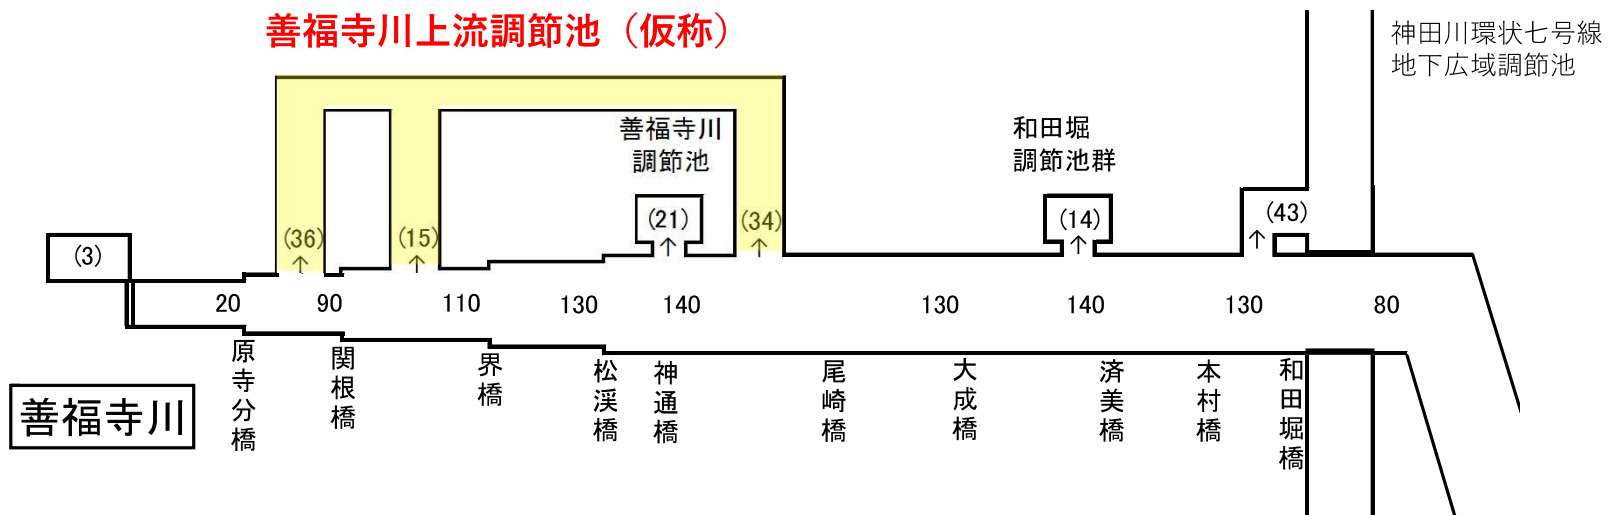 善福寺川上流調節池（仮称）
神田川環状七号線
地下広域調節池
善福寺川
調節池
和田堀
調節池群
(3)
(36)
(15)
(21)
(34)
(14)
(43)
20
90
110
130
140
130
140
130
80
原寺分橋
関根橋
界橋
松渓橋
神通橋
尾崎橋
大成橋
済美橋
本村橋
和田堀橋
善福寺川